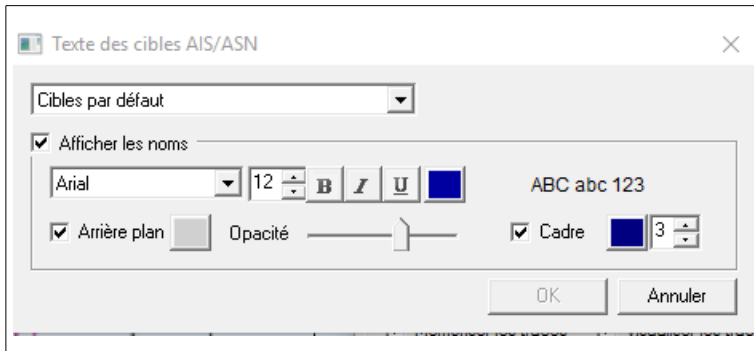 Texte des cibles AIS/ASN
Cibles par défaut
Afficher les noms
Arial 12 B I U ABC abc 123
Arrière plan Opacité Cadre 3
OK Annuler